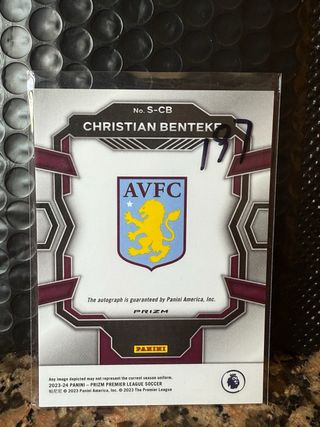 No. S-CB
CHRISTIAN BENTEKE
197
AVFC
The autograph is guaranteed by Panini America, Inc.
PRIZM
PANINI
Any image depicted may not represent the current season uniform.
2023-24 PANINI – PRIZM PREMIER LEAGUE SOCCER
© 2023 Panini America, Inc. © 2023 The Premier League